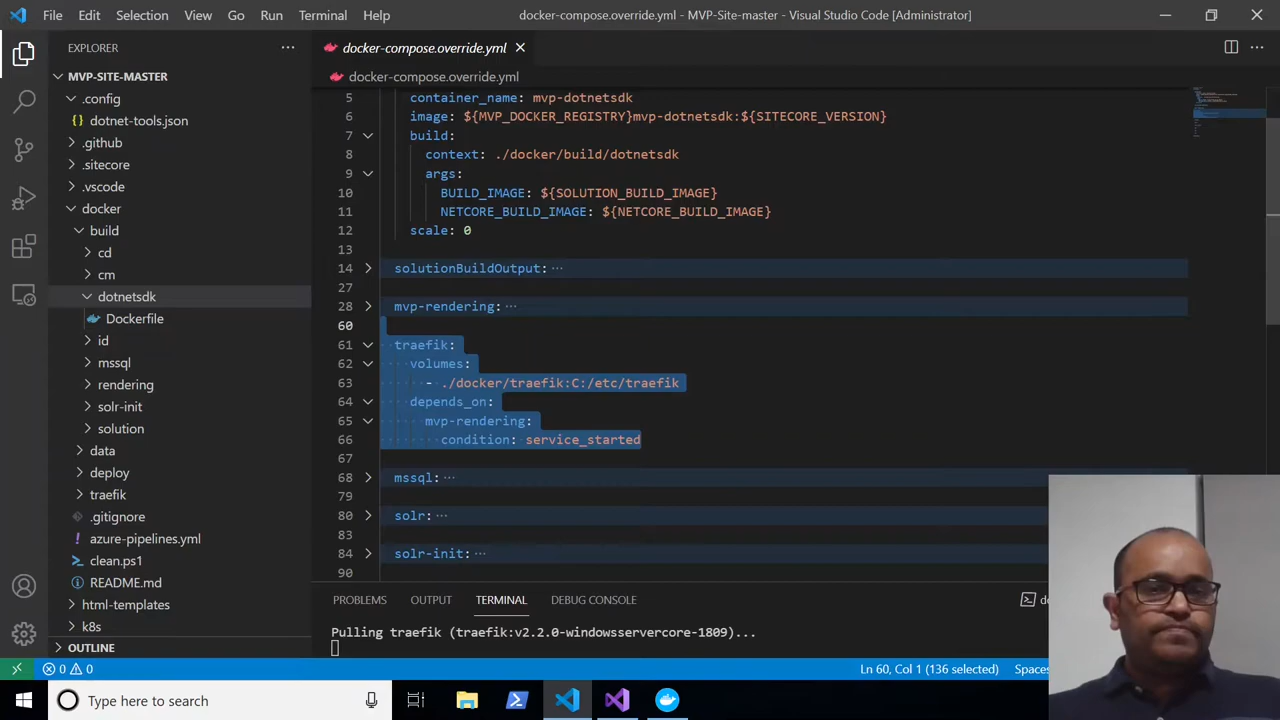 File Edit Selection View Go Run Terminal Help
docker-compose.override.yml - MVP-Site-master - Visual Studio Code [Administrator]
EXPLORER
MVP-SITE-MASTER
.config
{} dotnet-tools.json
.github
.sitecore
.vscode
docker
build
cd
cm
dotnetsdk
Dockerfile
id
mssql
rendering
solr-init
solution
data
deploy
traefik
.gitignore
azure-pipelines.yml
clean.ps1
README.md
html-templates
k8s
OUTLINE
docker-compose.override.yml
docker-compose.override.yml
5 container_name: mvp-dotnetsdk
6 image: ${MVP_DOCKER_REGISTRY}mvp-dotnetsdk:${SITECORE_VERSION}
7 build:
8 context: ./docker/build/dotnetsdk
9 args:
10 BUILD_IMAGE: ${SOLUTION_BUILD_IMAGE}
11 NETCORE_BUILD_IMAGE: ${NETCORE_BUILD_IMAGE}
12 scale: 0
13
14 solutionBuildOutput: ···
27
28 mvp-rendering: ···
60
61 traefik:
62 volumes:
63 - ./docker/traefik:C:/etc/traefik
64 depends_on:
65 mvp-rendering:
66 condition: service_started
67
68 mssql: ···
79
80 solr: ···
83
84 solr-init: ···
90
PROBLEMS OUTPUT TERMINAL DEBUG CONSOLE
Pulling traefik (traefik:v2.2.0-windowsservercore-1809)...
0 0 Ln 60, Col 1 (136 selected) Spaces
Type here to search